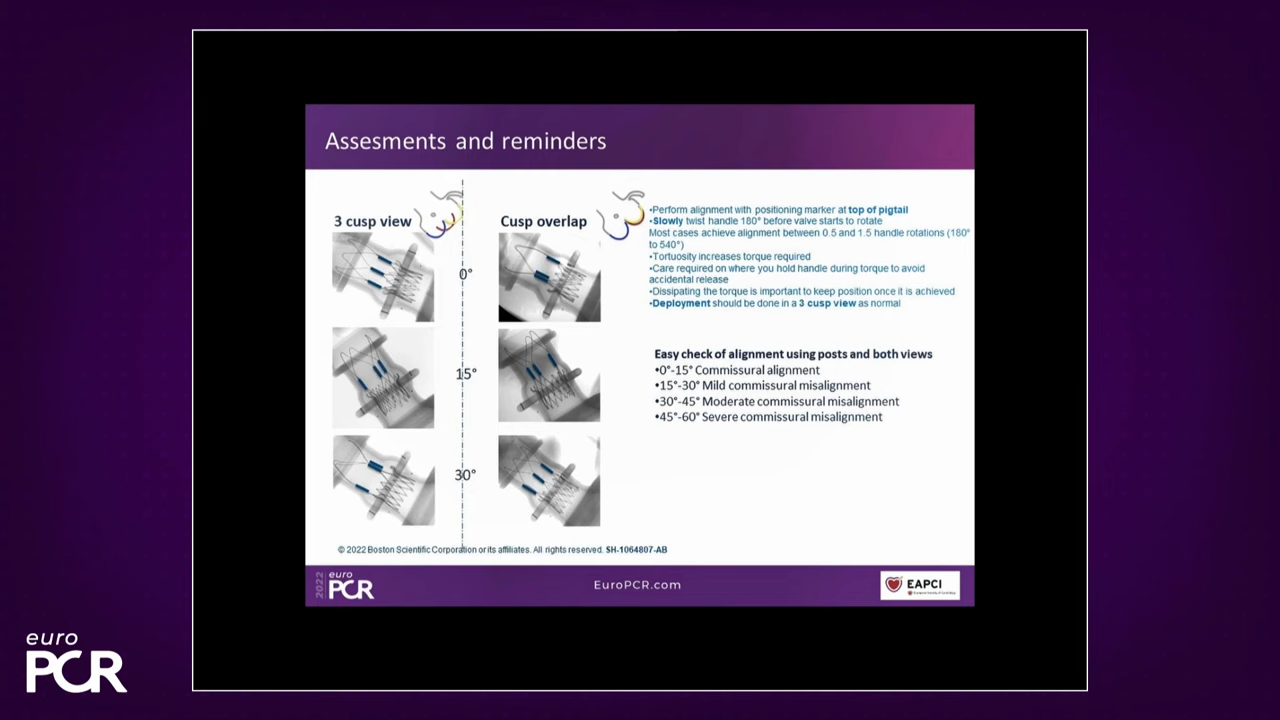 Assesments and reminders
3 cusp view
Cusp overlap
0°
15°
30°
•Perform alignment with positioning marker at top of pigtail
•Slowly twist handle 180° before valve starts to rotate
Most cases achieve alignment between 0.5 and 1.5 handle rotations (180°
to 540°)
•Tortuosity increases torque required
•Care required on where you hold handle during torque to avoid
accidental release
•Dissipating the torque is important to keep position once it is achieved
•Deployment should be done in a 3 cusp view as normal
Easy check of alignment using posts and both views
•0°-15° Commissural alignment
•15°-30° Mild commissural misalignment
•30°-45° Moderate commissural misalignment
•45°-60° Severe commissural misalignment
© 2022 Boston Scientific Corporation or its affiliates. All rights reserved. SH-1064807-AB
2022
euro
PCR
EuroPCR.com
EAPCI
euro
PCR